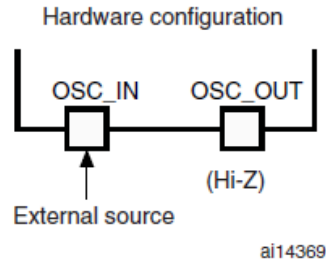 Hardware configuration
OSC_IN OSC_OUT
(Hi-Z)
External source
ai14369